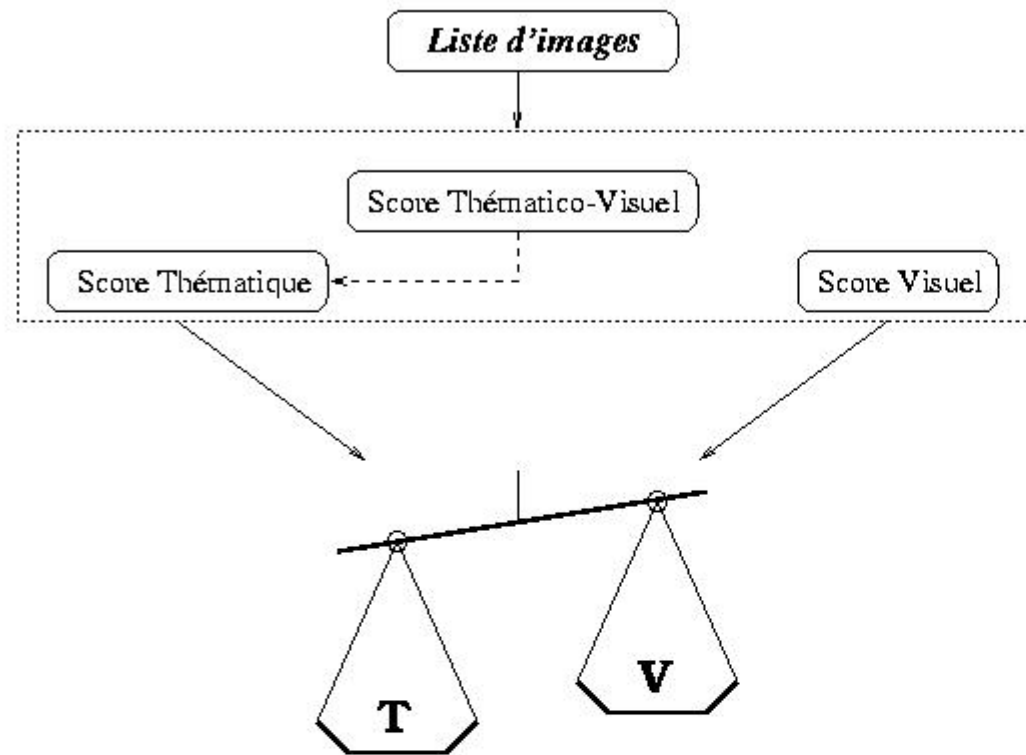 Liste d'images
Score Thématico-Visuel
Score Thématique
Score Visuel
T
V